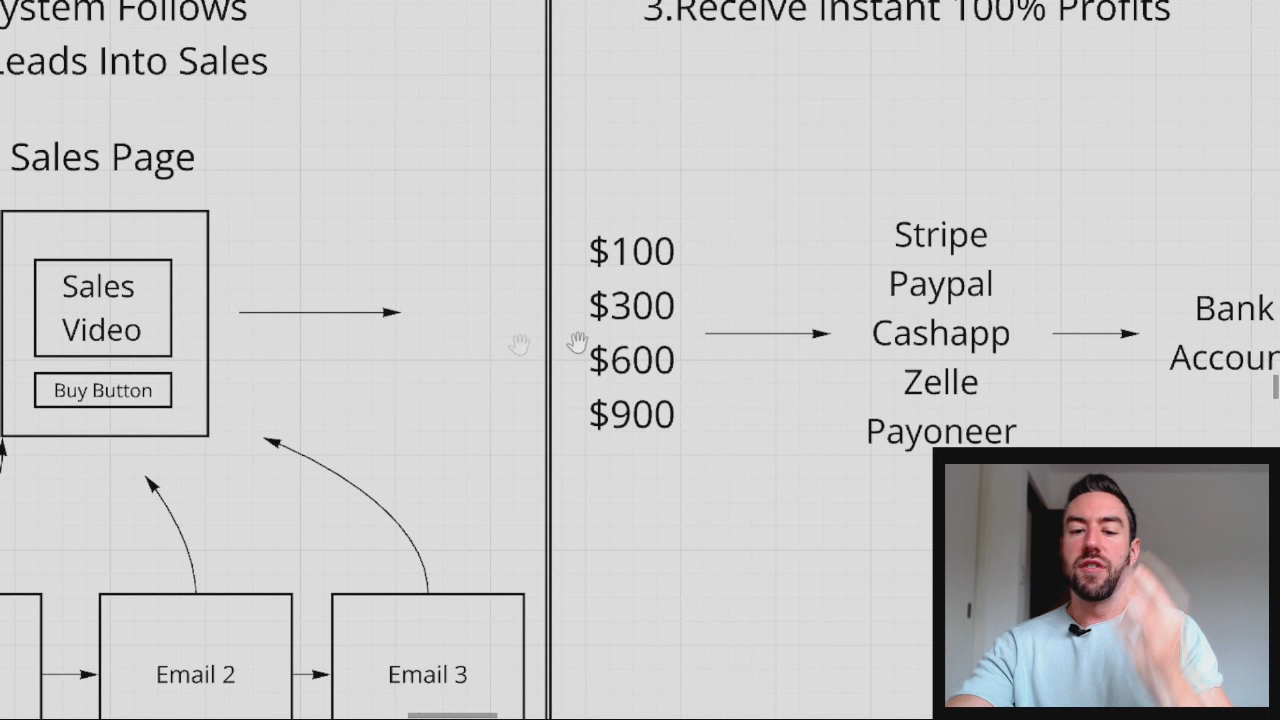 ystem Follows
Leads Into Sales
Sales Page
Sales
Video
Buy Button
Email 2
Email 3
3.Receive Instant 100% Profits
$100
$300
$600
$900
Stripe
Paypal
Cashapp
Zelle
Payoneer
Bank
Accoun